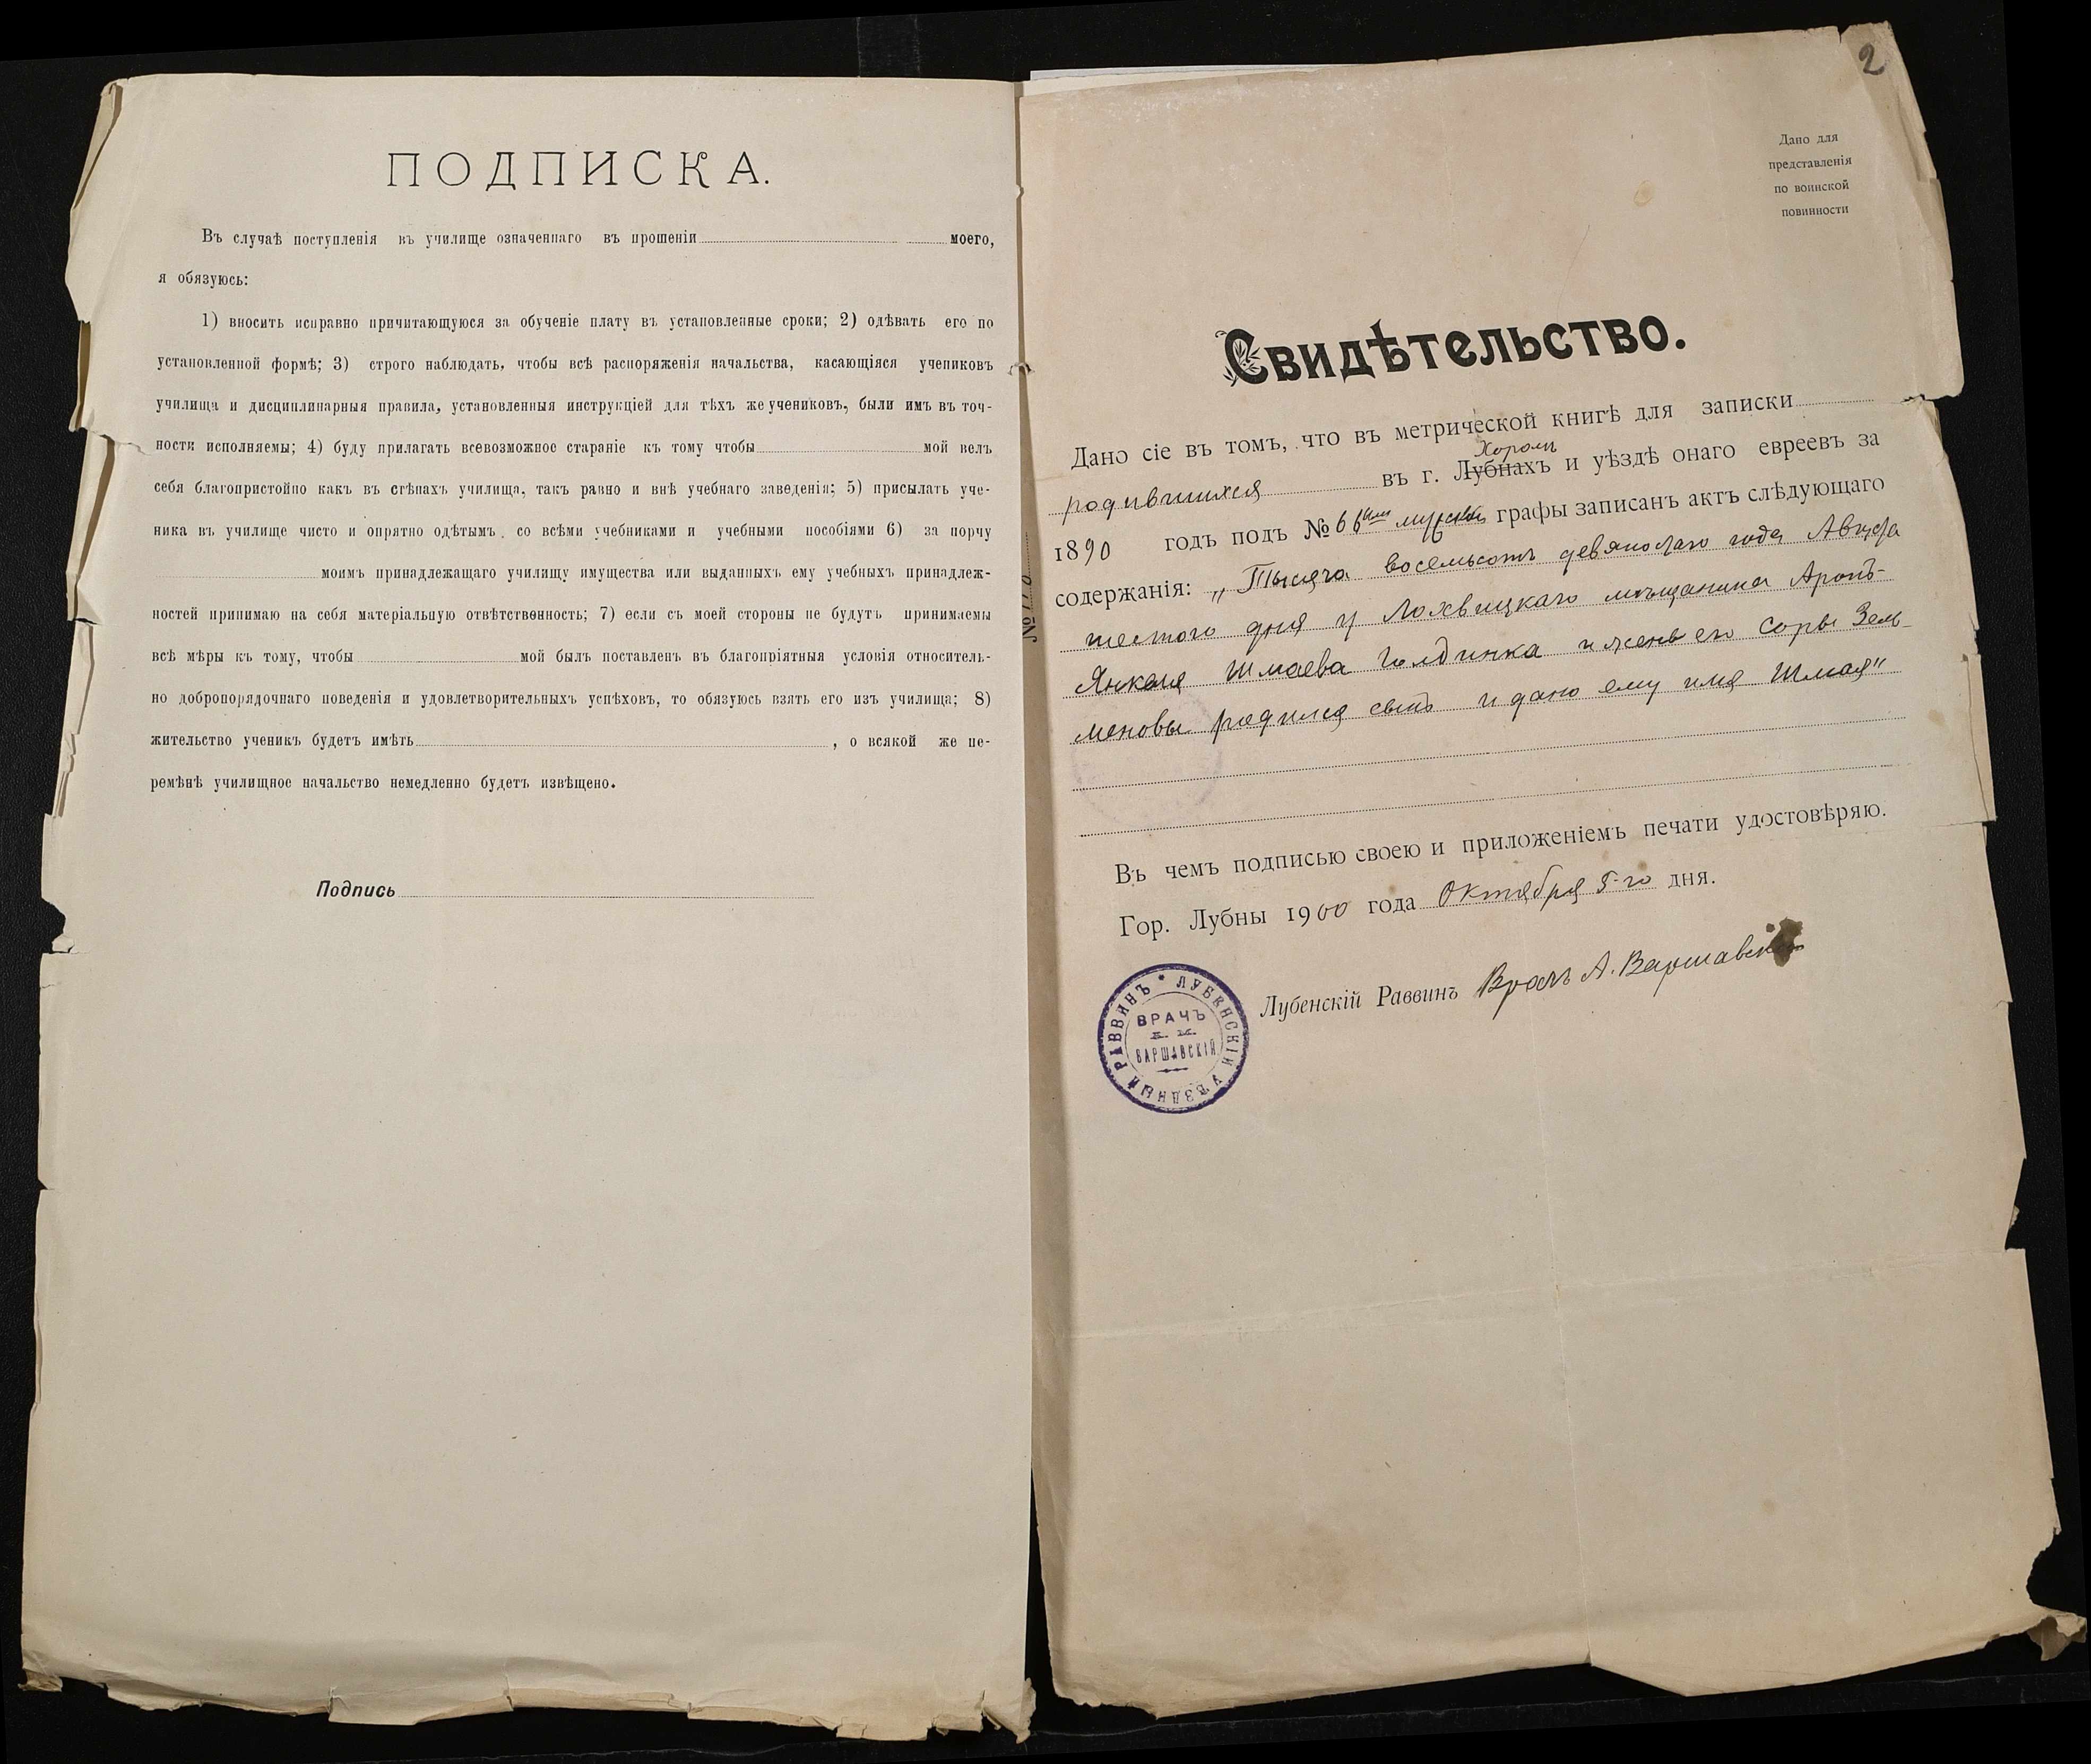 ПОДПИСКА.
Въ случаѣ поступленія въ училище означеннаго въ прошеніи моего,
я обязуюсь:
1) вносить исправно причитающуюся за обученіе плату въ установленные сроки; 2) одѣвать его по
установленной формѣ; 3) строго наблюдать, чтобы всѣ распоряженія начальства, касающіяся учениковъ
училища и дисциплинарныя правила, установленныя инструкціей для тѣхъ же учениковъ, были имъ въ точ-
ности исполняемы; 4) буду прилагать всевозможное стараніе къ тому чтобы мой велъ
себя благопристойно какъ въ стѣнахъ училища, такъ равно и внѣ учебнаго заведенія; 5) присылать уче-
ника въ училище чисто и опрятно одѣтымъ со всѣми учебниками и учебными пособіями 6) за порчу
моимъ принадлежащаго училищу имущества или выданныхъ ему учебныхъ принадлеж-
ностей принимаю на себя матеріальную отвѣтственность; 7) если съ моей стороны не будутъ принимаемы
всѣ мѣры къ тому, чтобы мой былъ поставленъ въ благопріятныя условія относитель-
но добропорядочнаго поведенія и удовлетворительныхъ успѣховъ, то обязуюсь взять его изъ училища; 8)
жительство ученикъ будетъ имѣть , о всякой же пе-
ремѣнѣ училищное начальство немедленно будетъ извѣщено.
Подпись
2
Дано для
представленія
по воинской
повинности
Свидѣтельство.
Дано сіе въ томъ, что въ метрической книгѣ для записки
Хоролѣ
родившихся въ г. Лубнахъ и уѣздѣ онаго евреевъ за
1890 годъ подъ № 66 мужской графы записанъ актъ слѣдующаго
содержанія: „Тысяча восемьсотъ девяностаго года Августа
шестого дня у Лохвицкаго мѣщанина Аронъ-
Янкеля Шмаева Голдинка и жены его Соры Зель-
меновы родился сынъ и дано ему имя Шмая"
Въ чемъ подписью своею и приложеніемъ печати удостовѣряю.
Гор. Лубны 1900 года Октября 5-го дня.
Лубенскій Раввинъ Врачъ А. Варшавскій
ЛУБЕНСКІЙ УѢЗДНЫЙ РАВВИНЪ
ВРАЧЪ
ВАРШАВСКІЙ